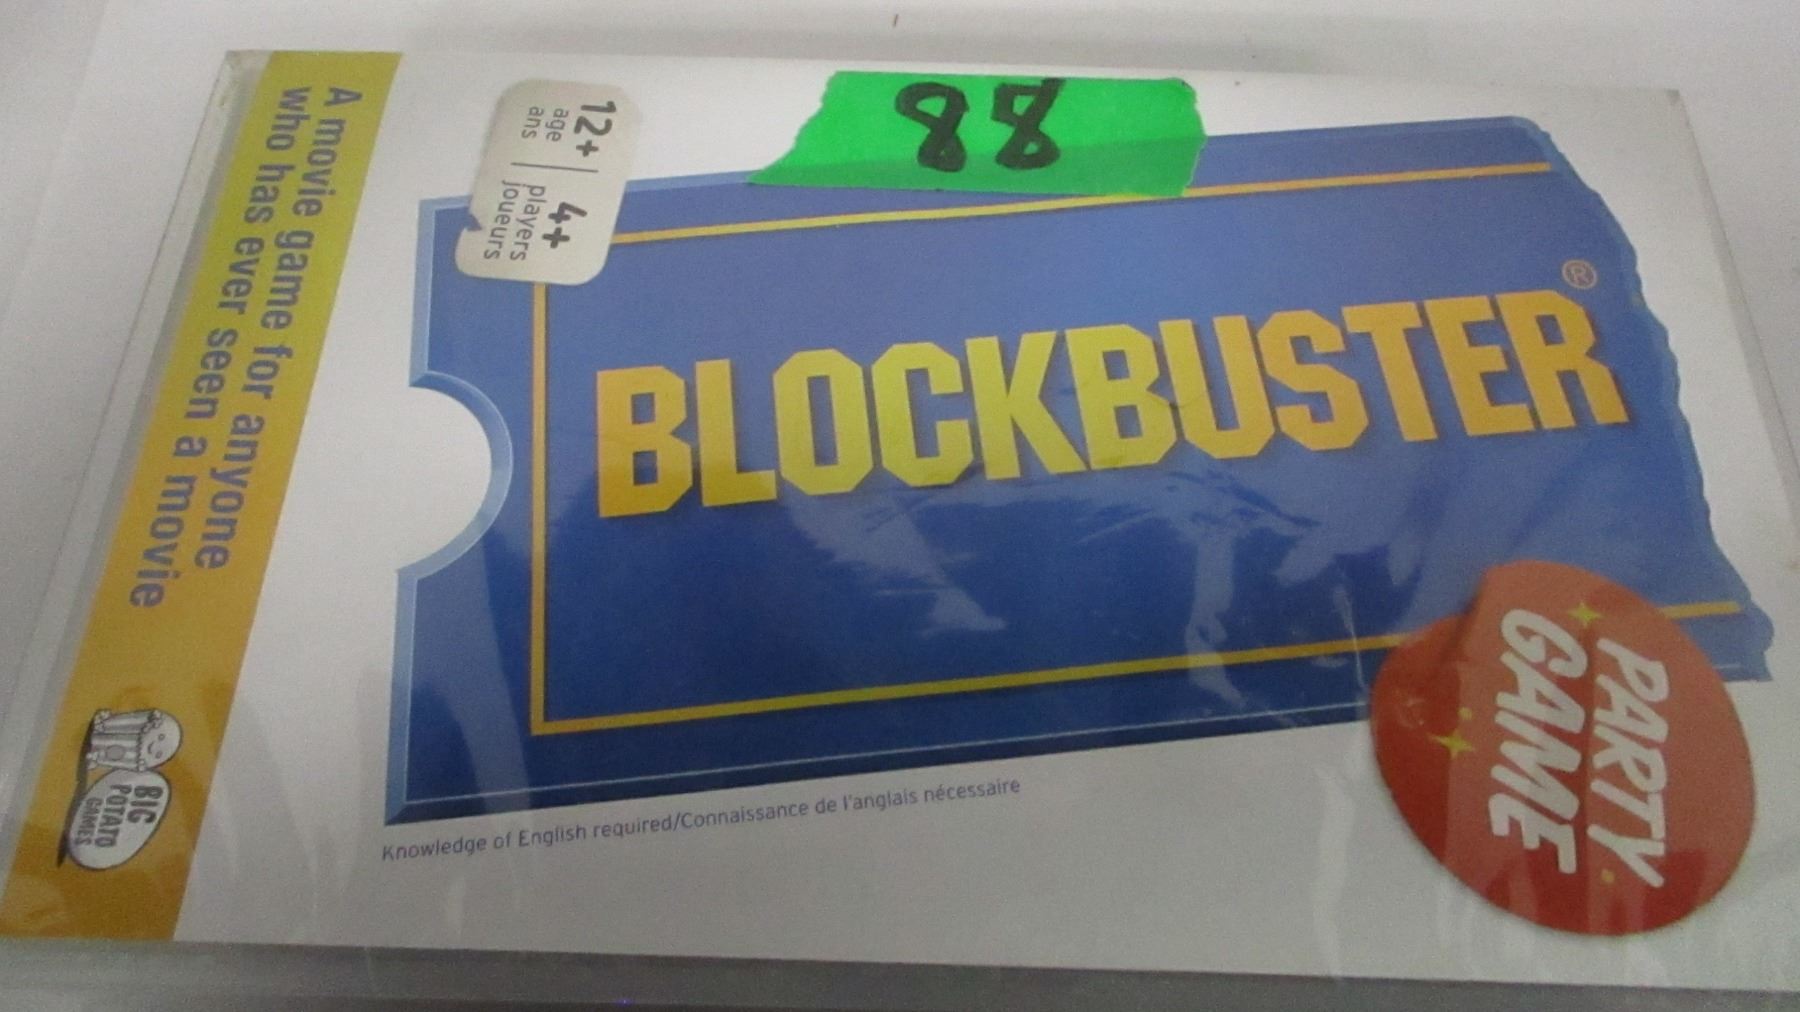 88
12+
age
ans
4+
players
joueurs
BLOCKBUSTER®
PARTY
GAME
Knowledge of English required/Connaissance de l'anglais nécessaire
A movie game for anyone
who has ever seen a movie
BIG
POTATO
GAMES